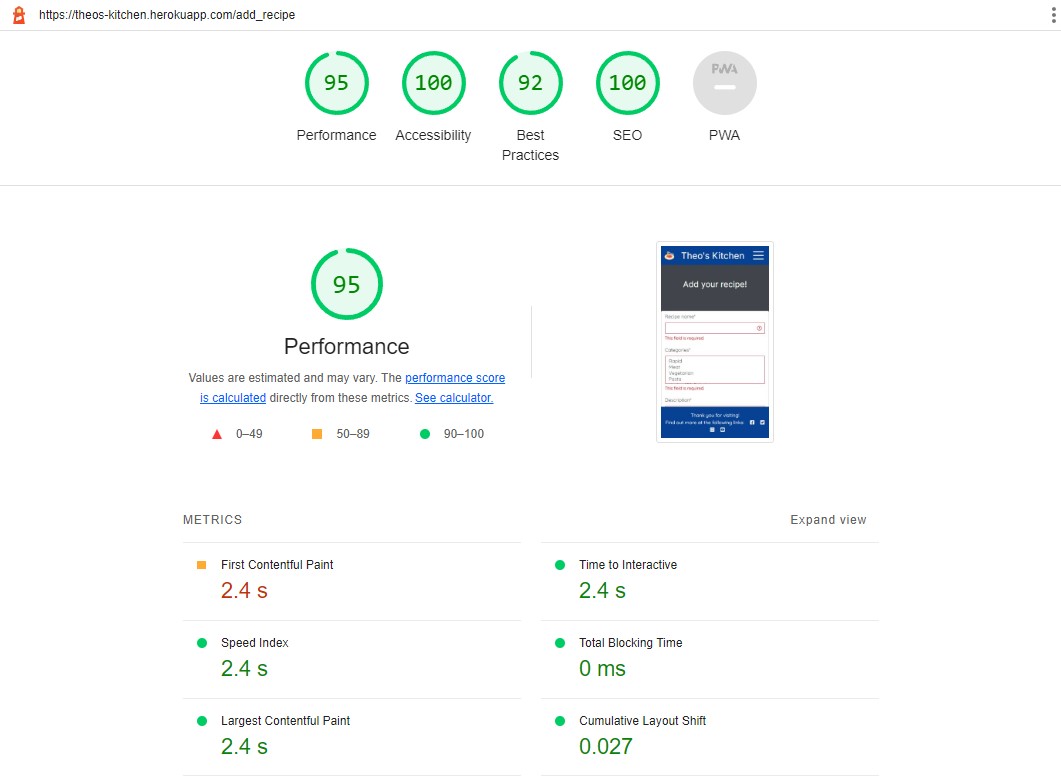 https://theos-kitchen.herokuapp.com/add_recipe
95
100
92
100
PWA
Performance
Accessibility
Best
Practices
SEO
PWA
95
Performance
Values are estimated and may vary. The performance score
is calculated directly from these metrics. See calculator.
0–49
50–89
90–100
Theo's Kitchen
Add your recipe!
Recipe name*
This field is required
Categories*
Rapid
Meat
Vegetarian
Pasta
This field is required
Description*
Thank you for visiting!
Find out more at the following links:
METRICS
Expand view
First Contentful Paint
2.4 s
Time to Interactive
2.4 s
Speed Index
2.4 s
Total Blocking Time
0 ms
Largest Contentful Paint
2.4 s
Cumulative Layout Shift
0.027